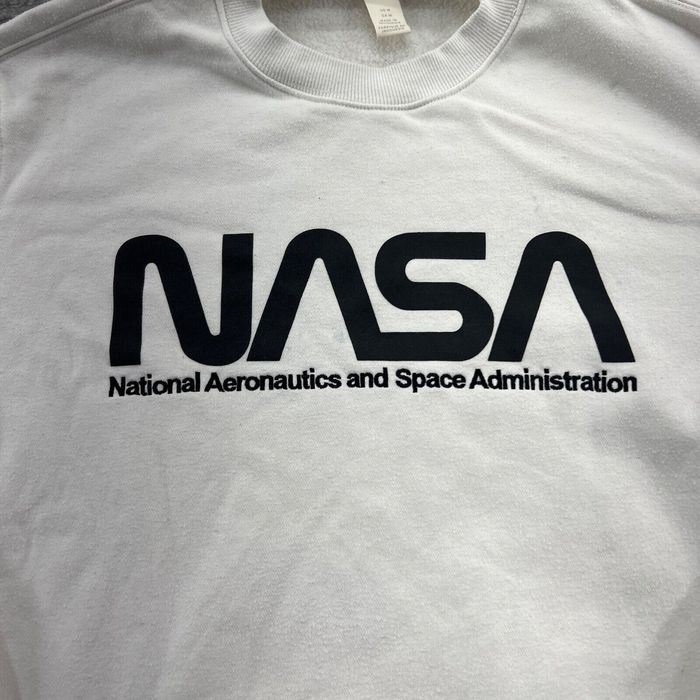 NASA
National Aeronautics and Space Administration